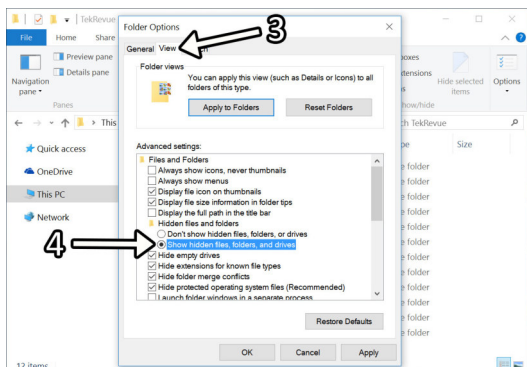 TekRevue
File Home Share
Preview pane
Details pane
Navigation
pane
Panes
This
Quick access
OneDrive
This PC
Network
12 items
Folder Options
General View
3
Folder views
You can apply this view (such as Details or Icons) to all
folders of this type.
Apply to Folders Reset Folders
Advanced settings:
Files and Folders
Always show icons, never thumbnails
Always show menus
Display file icon on thumbnails
Display file size information in folder tips
Display the full path in the title bar
Hidden files and folders
Don't show hidden files, folders, or drives
4
Show hidden files, folders, and drives
Hide empty drives
Hide extensions for known file types
Hide folder merge conflicts
Hide protected operating system files (Recommended)
Launch folder windows in a separate process
Restore Defaults
OK Cancel Apply
Hide selected
items
Options
TekRevue
Size
folder
folder
folder
folder
folder
folder
folder
folder
folder
folder
folder
folder